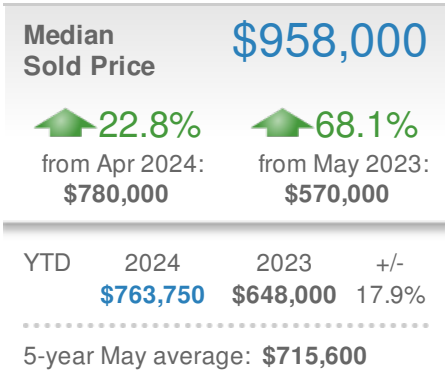 Median $958,000
Sold Price
22.8% 68.1%
from Apr 2024: from May 2023:
$780,000 $570,000
YTD 2024 2023 +/-
$763,750 $648,000 17.9%
5-year May average: $715,600